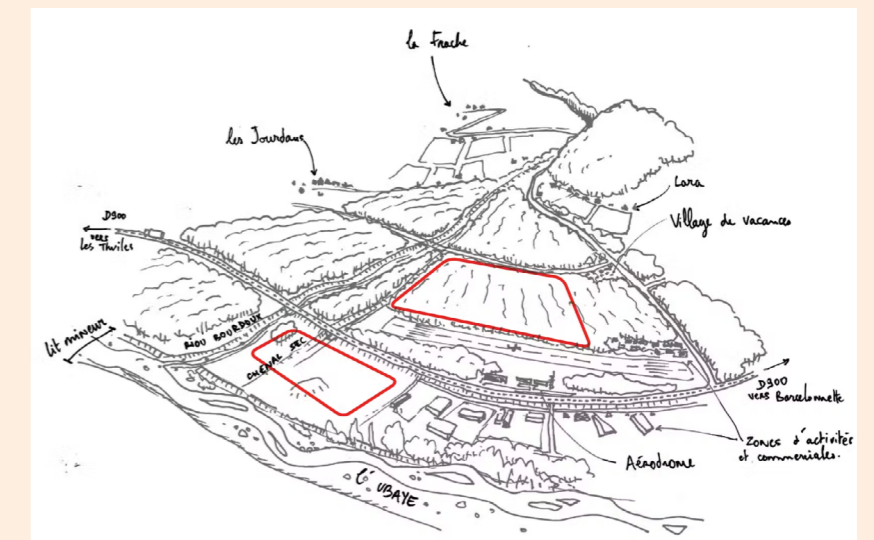 la Frache
les Jourdans
Lara
D900
vers
Les Thuiles
Village de vacances
RIOU BOURDOUX
lit mineur
CHENAL SEC
D900
vers Barcelonnette
Zones d'activités
et commerciales.
Aérodrome
l'UBAYE